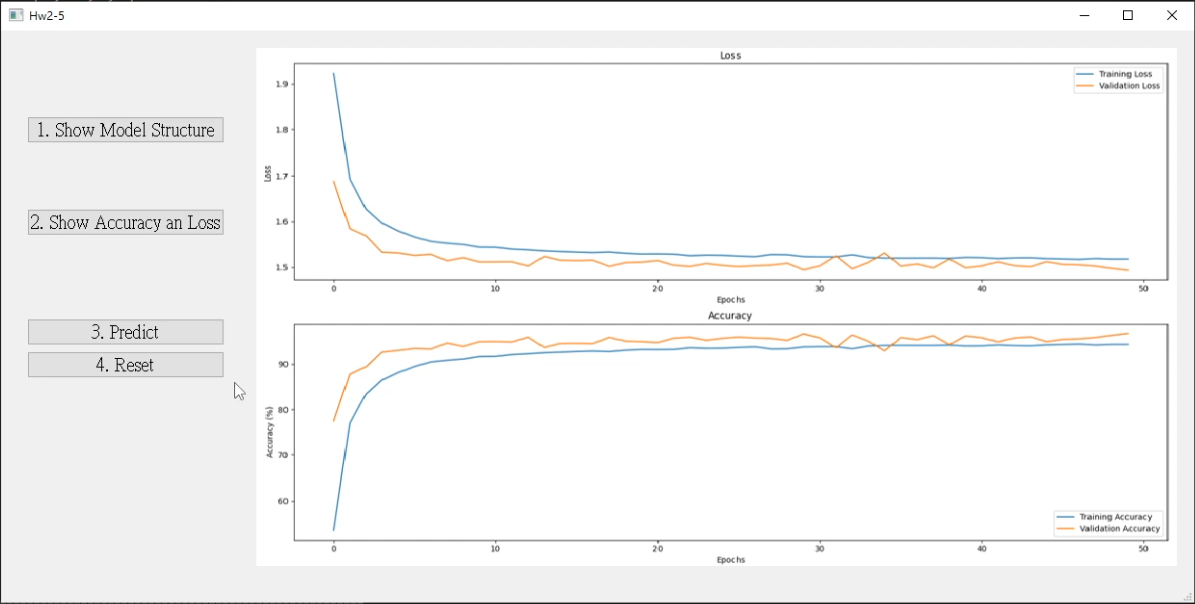 Hw2-5
1. Show Model Structure
2. Show Accuracy an Loss
3. Predict
4. Reset
Loss
Training Loss
Validation Loss
1.9
1.8
1.7
1.6
1.5
Loss
0
10
20
30
40
50
Epochs
Accuracy
90
80
70
60
Accuracy (%)
Training Accuracy
Validation Accuracy
0
10
20
30
40
50
Epochs